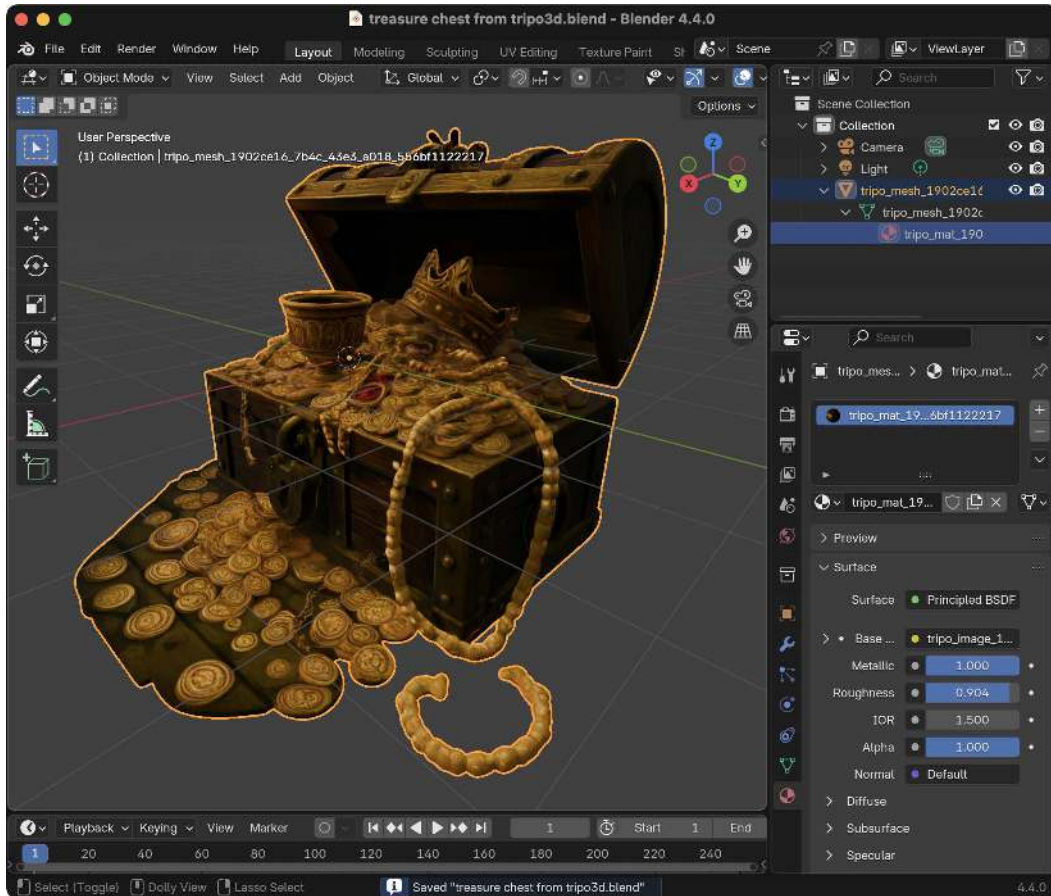 treasure chest from tripo3d.blend - Blender 4.4.0
File Edit Render Window Help Layout Modeling Sculpting UV Editing Texture Paint Scene ViewLayer
Object Mode View Select Add Object Global Search
Options
User Perspective
(1) Collection | tripo_mesh_1902ce16_7b4c_43e3_a018_5b6bf1122217
X Y Z
Scene Collection
Collection
Camera
Light
tripo_mesh_1902ce16
tripo_mesh_1902c
tripo_mat_190
Search
tripo_mes... > tripo_mat...
tripo_mat_19...6bf1122217
tripo_mat_19...
Preview
Surface
Surface Principled BSDF
Base ... tripo_image_1...
Metallic 1.000
Roughness 0.904
IOR 1.500
Alpha 1.000
Normal Default
Diffuse
Subsurface
Specular
Playback Keying View Marker 1 Start 1 End
1 20 40 60 80 100 120 140 160 180 200 220 240
Select (Toggle) Dolly View Lasso Select Saved "treasure chest from tripo3d.blend" 4.4.0